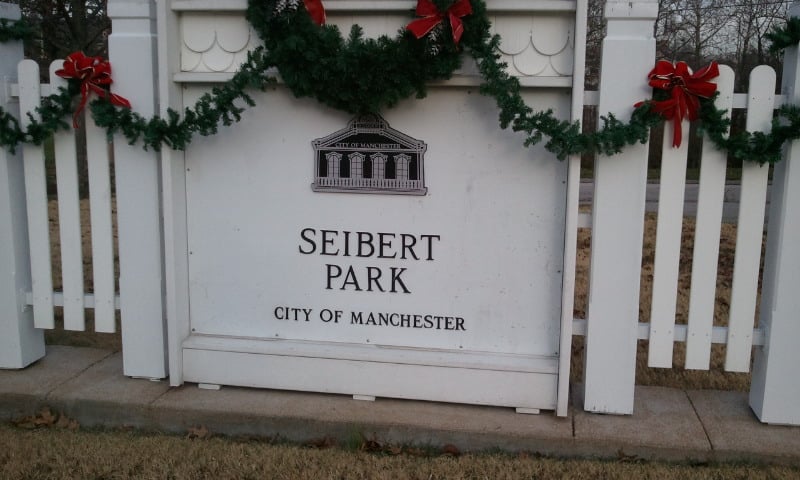 CITY OF MANCHESTER
SEIBERT
PARK
CITY OF MANCHESTER